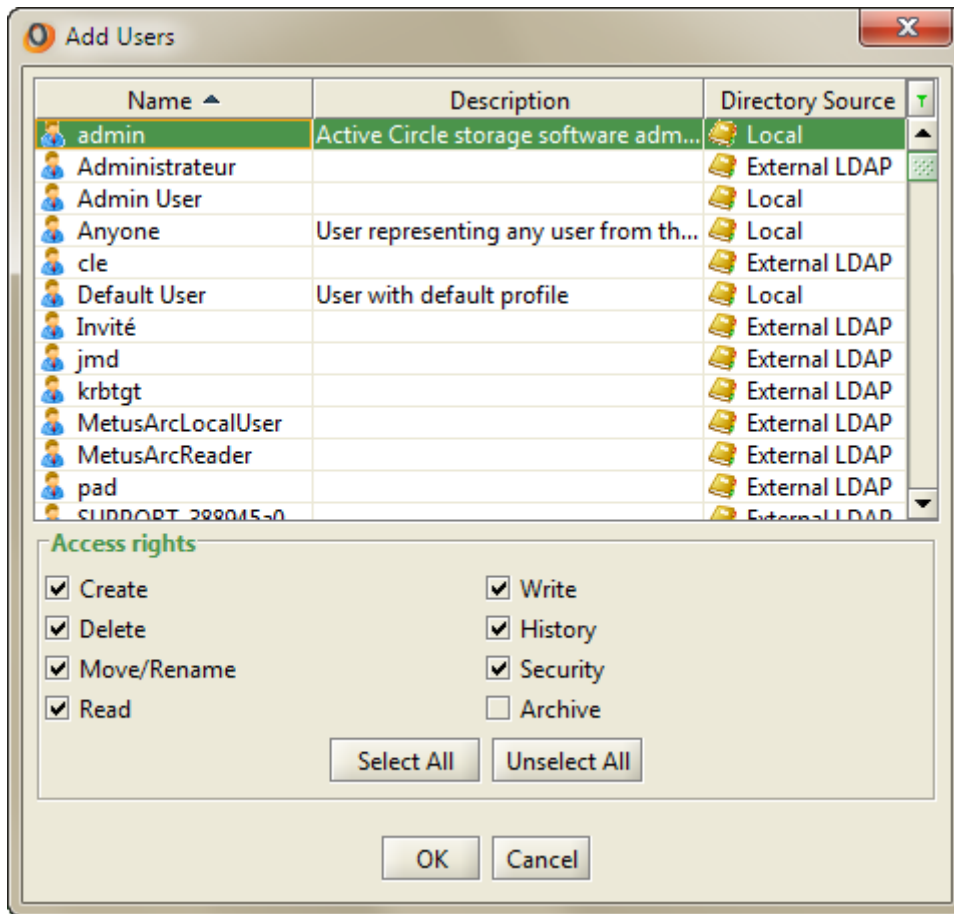 Add Users
Name Description Directory Source
admin Active Circle storage software adm... Local
Administrateur External LDAP
Admin User Local
Anyone User representing any user from th... Local
cle External LDAP
Default User User with default profile Local
Invité External LDAP
jmd External LDAP
krbtgt External LDAP
MetusArcLocalUser External LDAP
MetusArcReader External LDAP
pad External LDAP
SUPPORT_388945a0 External LDAP
Access rights
Create Write
Delete History
Move/Rename Security
Read Archive
Select All Unselect All
OK Cancel